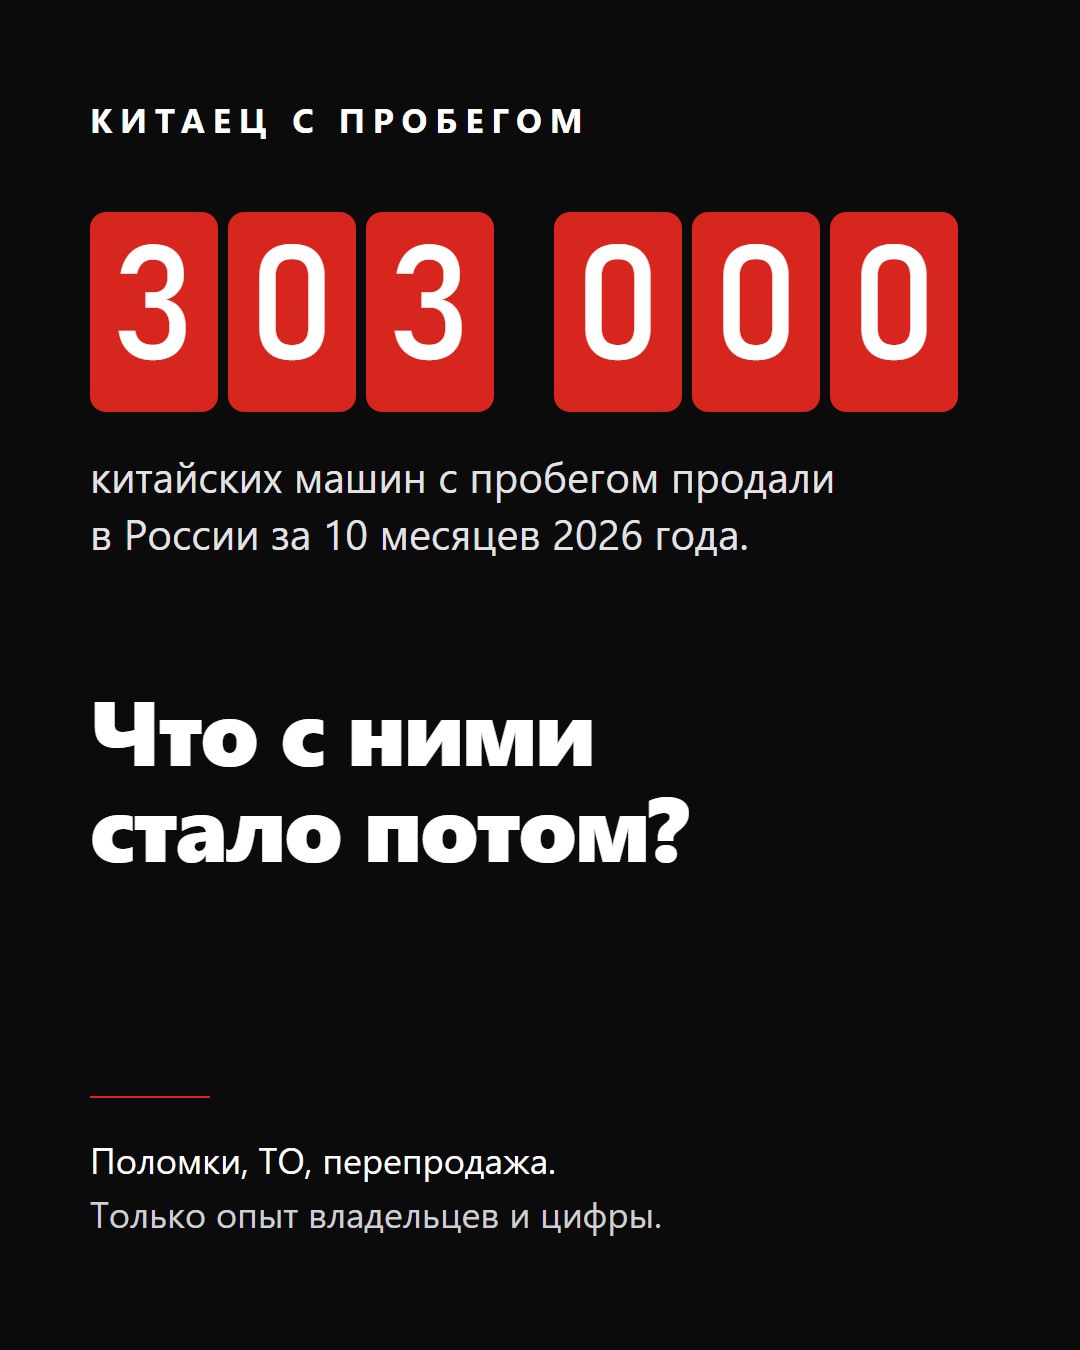 КИТАЕЦ С ПРОБЕГОМ
303 000
китайских машин с пробегом продали
в России за 10 месяцев 2026 года.
Что с ними
стало потом?
Поломки, ТО, перепродажа.
Только опыт владельцев и цифры.